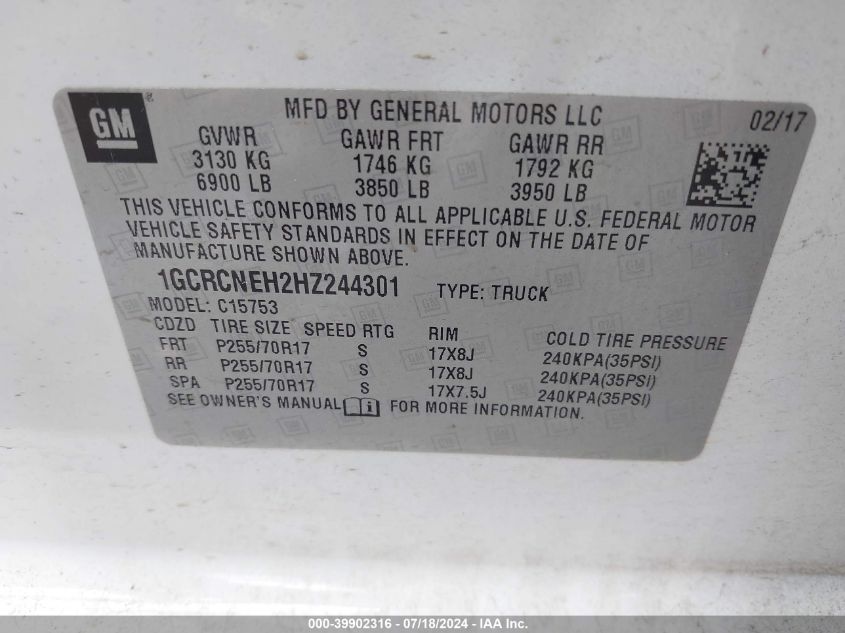 GM ®
MFD BY GENERAL MOTORS LLC 02/17
GVWR GAWR FRT GAWR RR
3130 KG 1746 KG 1792 KG
6900 LB 3850 LB 3950 LB
THIS VEHICLE CONFORMS TO ALL APPLICABLE U.S. FEDERAL MOTOR
VEHICLE SAFETY STANDARDS IN EFFECT ON THE DATE OF
MANUFACTURE SHOWN ABOVE.
1GCRCNEH2HZ244301 TYPE: TRUCK
MODEL: C15753
CDZD TIRE SIZE SPEED RTG RIM COLD TIRE PRESSURE
FRT P255/70R17 S 17X8J 240KPA(35PSI)
RR P255/70R17 S 17X8J 240KPA(35PSI)
SPA P255/70R17 S 17X7.5J 240KPA(35PSI)
SEE OWNER'S MANUAL FOR MORE INFORMATION.
000-39902316 - 07/18/2024 - IAA Inc.